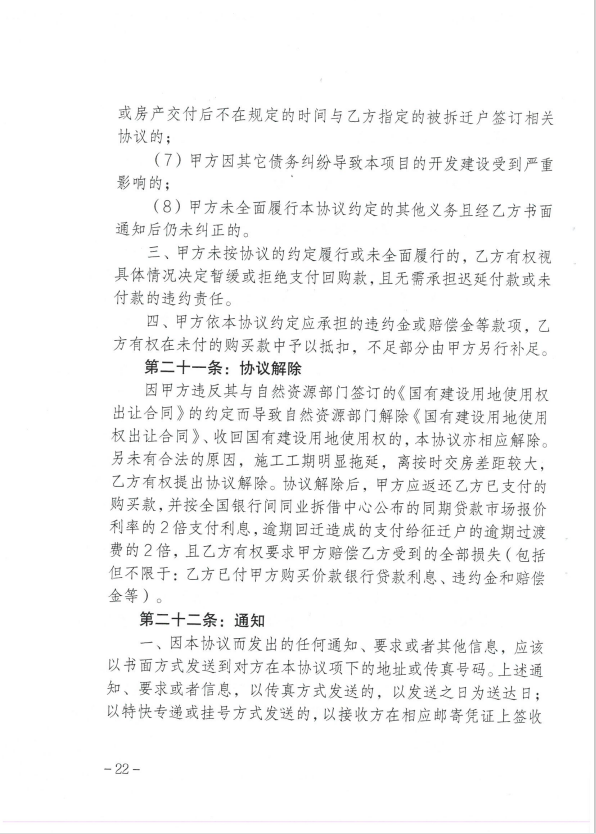 或房产交付后不在规定的时间与乙方指定的被拆迁户签订相关
协议的；
（7）甲方因其它债务纠纷导致本项目的开发建设受到严重
影响的；
（8）甲方未全面履行本协议约定的其他义务且经乙方书面
通知后仍未纠正的。
三、甲方未按协议的约定履行或未全面履行的，乙方有权视
具体情况决定暂缓或拒绝支付回购款，且无需承担迟延付款或未
付款的违约责任。
四、甲方依本协议约定应承担的违约金或赔偿金等款项，乙
方有权在未付的购买款中予以抵扣，不足部分由甲方另行补足。
第二十一条：协议解除
因甲方违反其与自然资源部门签订的《国有建设用地使用权
出让合同》的约定而导致自然资源部门解除《国有建设用地使用
权出让合同》、收回国有建设用地使用权的，本协议亦相应解除。
另未有合法的原因，施工工期明显拖延，离按时交房差距较大，
乙方有权提出协议解除。协议解除后，甲方应返还乙方已支付的
购买款，并按全国银行间同业拆借中心公布的同期贷款市场报价
利率的2倍支付利息，逾期回迁造成的支付给征迁户的逾期过渡
费的2倍，且乙方有权要求甲方赔偿乙方受到的全部损失（包括
但不限于：乙方已付甲方购买价款银行贷款利息、违约金和赔偿
金等）。
第二十二条：通知
一、因本协议而发出的任何通知、要求或者其他信息，应该
以书面方式发送到对方在本协议项下的地址或传真号码。上述通
知、要求或者信息，以传真方式发送的，以发送之日为送达日；
以特快专递或挂号方式发送的，以接收方在相应邮寄凭证上签收
-22-